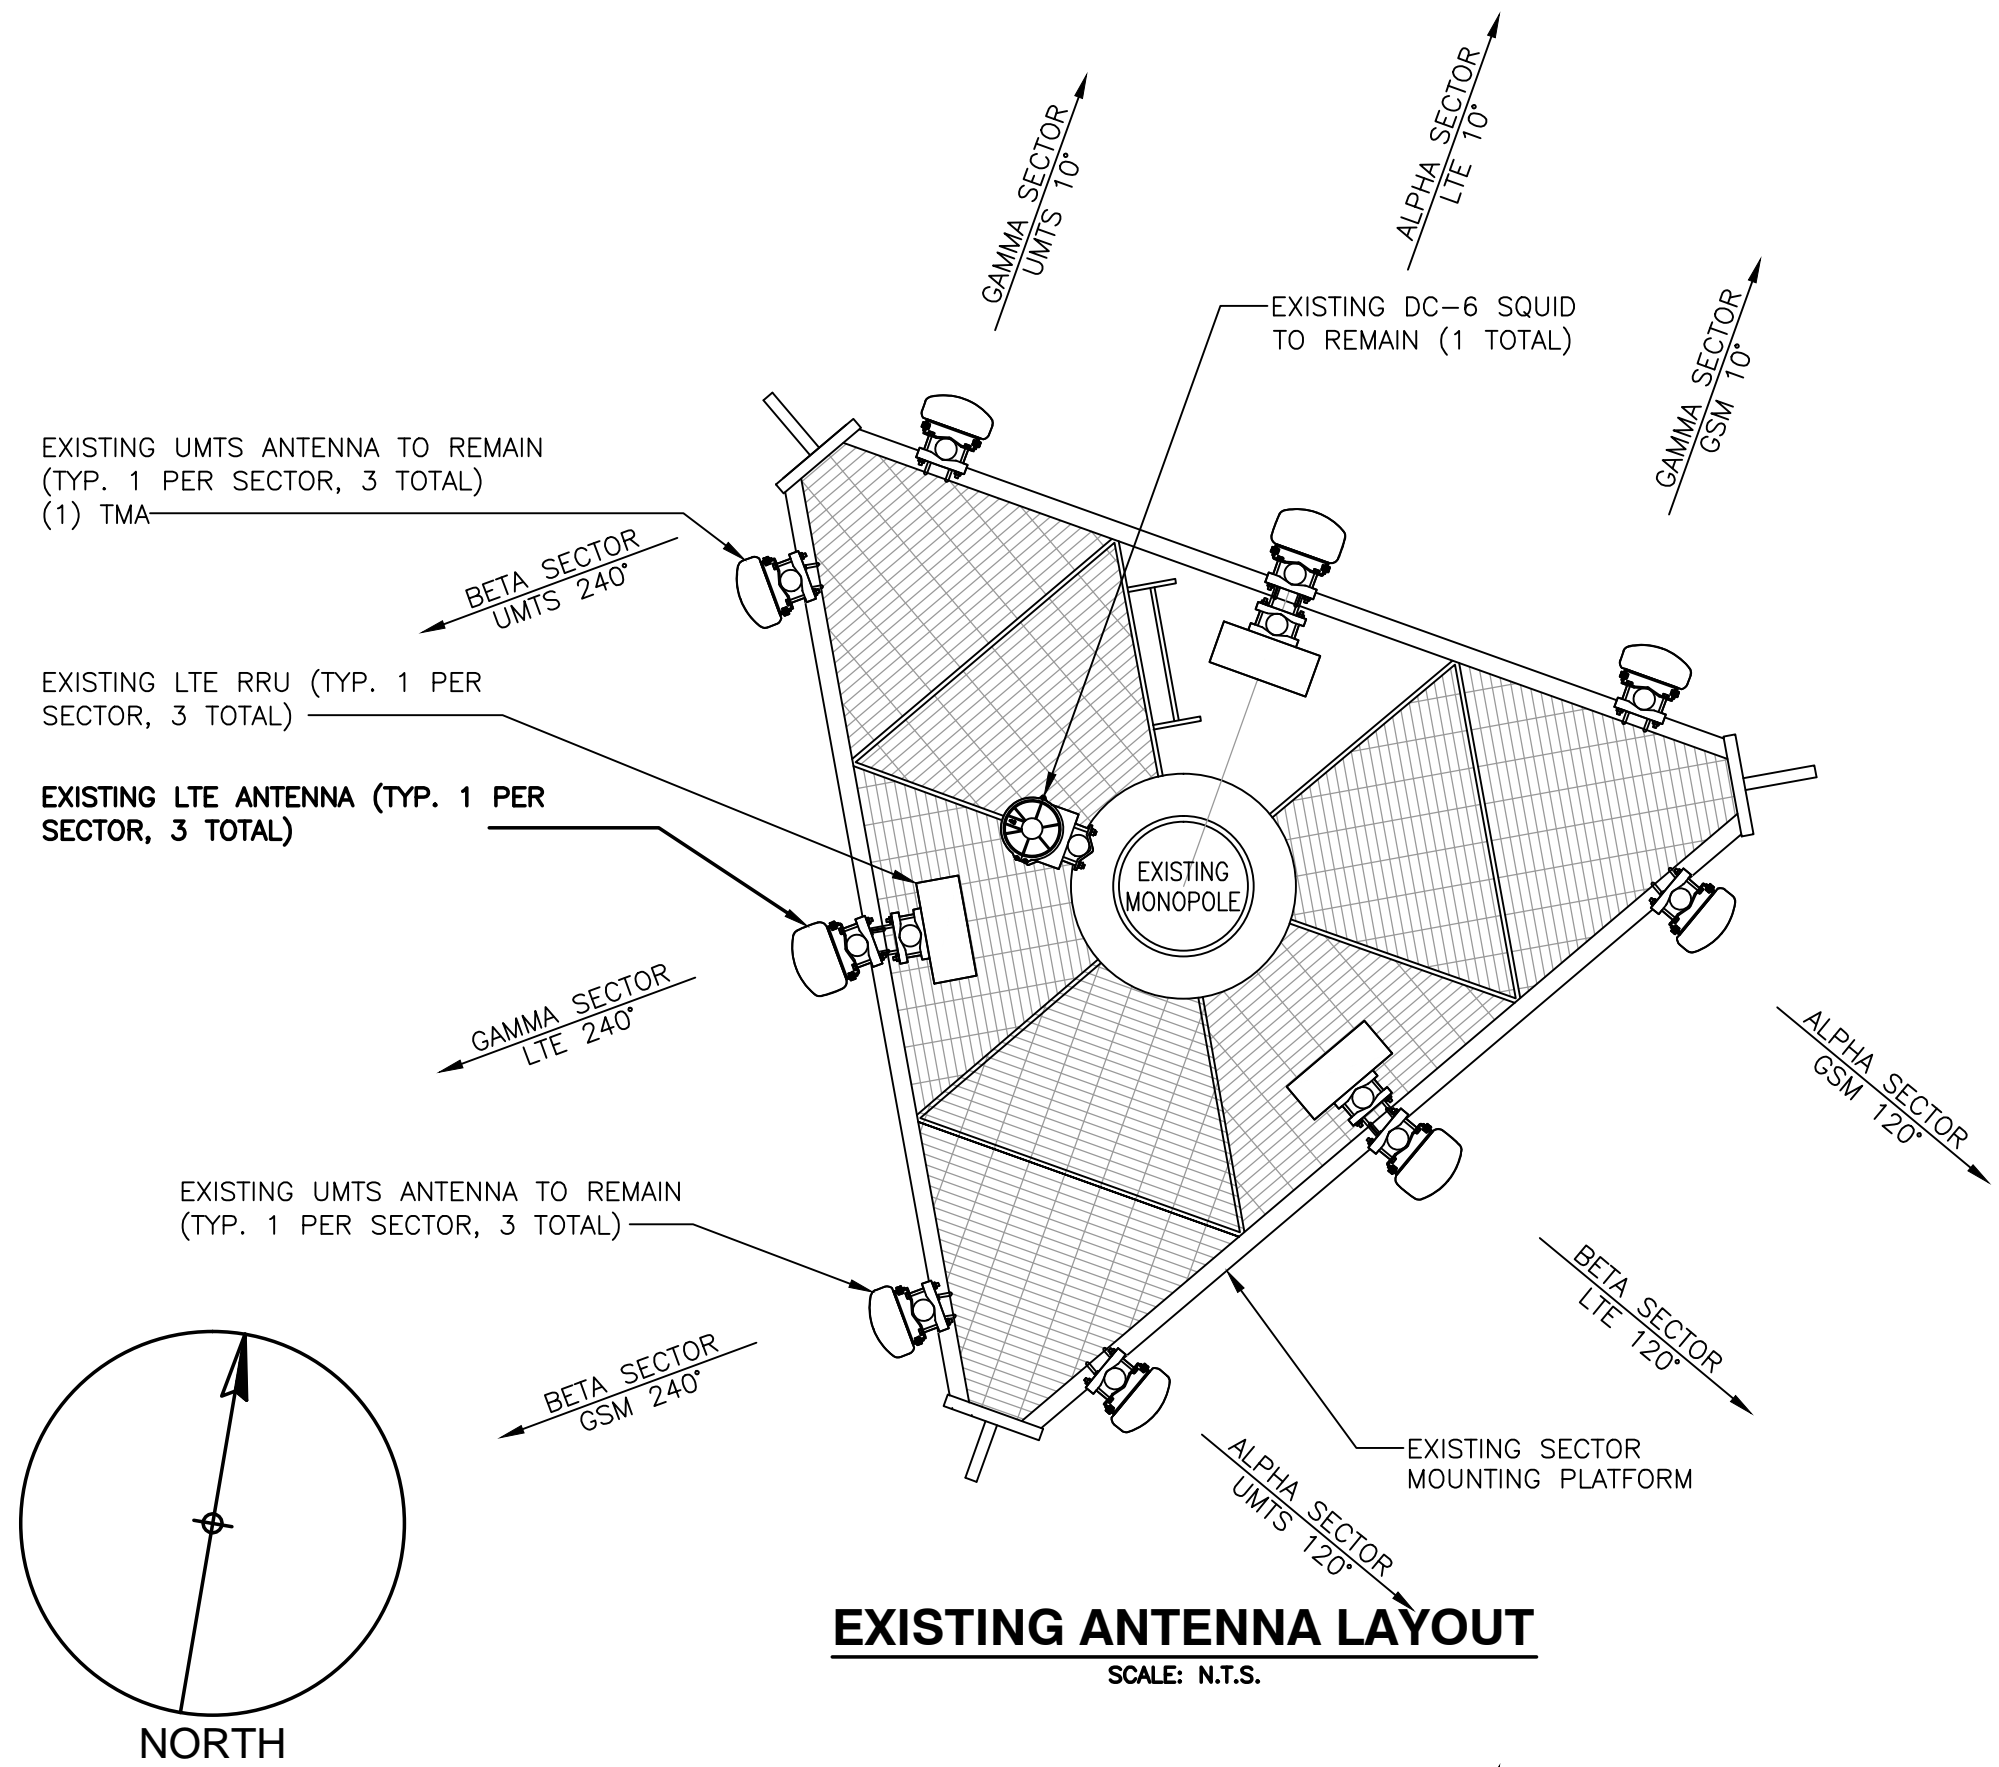 ALPHA SECTOR
LTE 10°
GAMMA SECTOR
UMTS 10°
GAMMA SECTOR
GSM 10°
EXISTING DC-6 SQUID
TO REMAIN (1 TOTAL)
EXISTING UMTS ANTENNA TO REMAIN
(TYP. 1 PER SECTOR, 3 TOTAL)
(1) TMA
BETA SECTOR
UMTS 240°
EXISTING LTE RRU (TYP. 1 PER
SECTOR, 3 TOTAL)
EXISTING LTE ANTENNA (TYP. 1 PER
SECTOR, 3 TOTAL)
EXISTING
MONOPOLE
GAMMA SECTOR
LTE 240°
ALPHA SECTOR
GSM 120°
EXISTING UMTS ANTENNA TO REMAIN
(TYP. 1 PER SECTOR, 3 TOTAL)
BETA SECTOR
LTE 120°
BETA SECTOR
GSM 240°
EXISTING SECTOR
MOUNTING PLATFORM
ALPHA SECTOR
UMTS 120°
EXISTING ANTENNA LAYOUT
SCALE: N.T.S.
NORTH